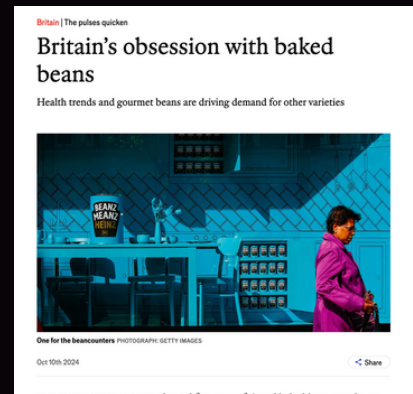 Britain | The pulses quicken
Britain's obsession with baked
beans
Health trends and gourmet beans are driving demand for other varieties
BEANZ
MEANZ
HEINZ
One for the beancounters PHOTOGRAPH: GETTY IMAGES
Oct 10th 2024
Share